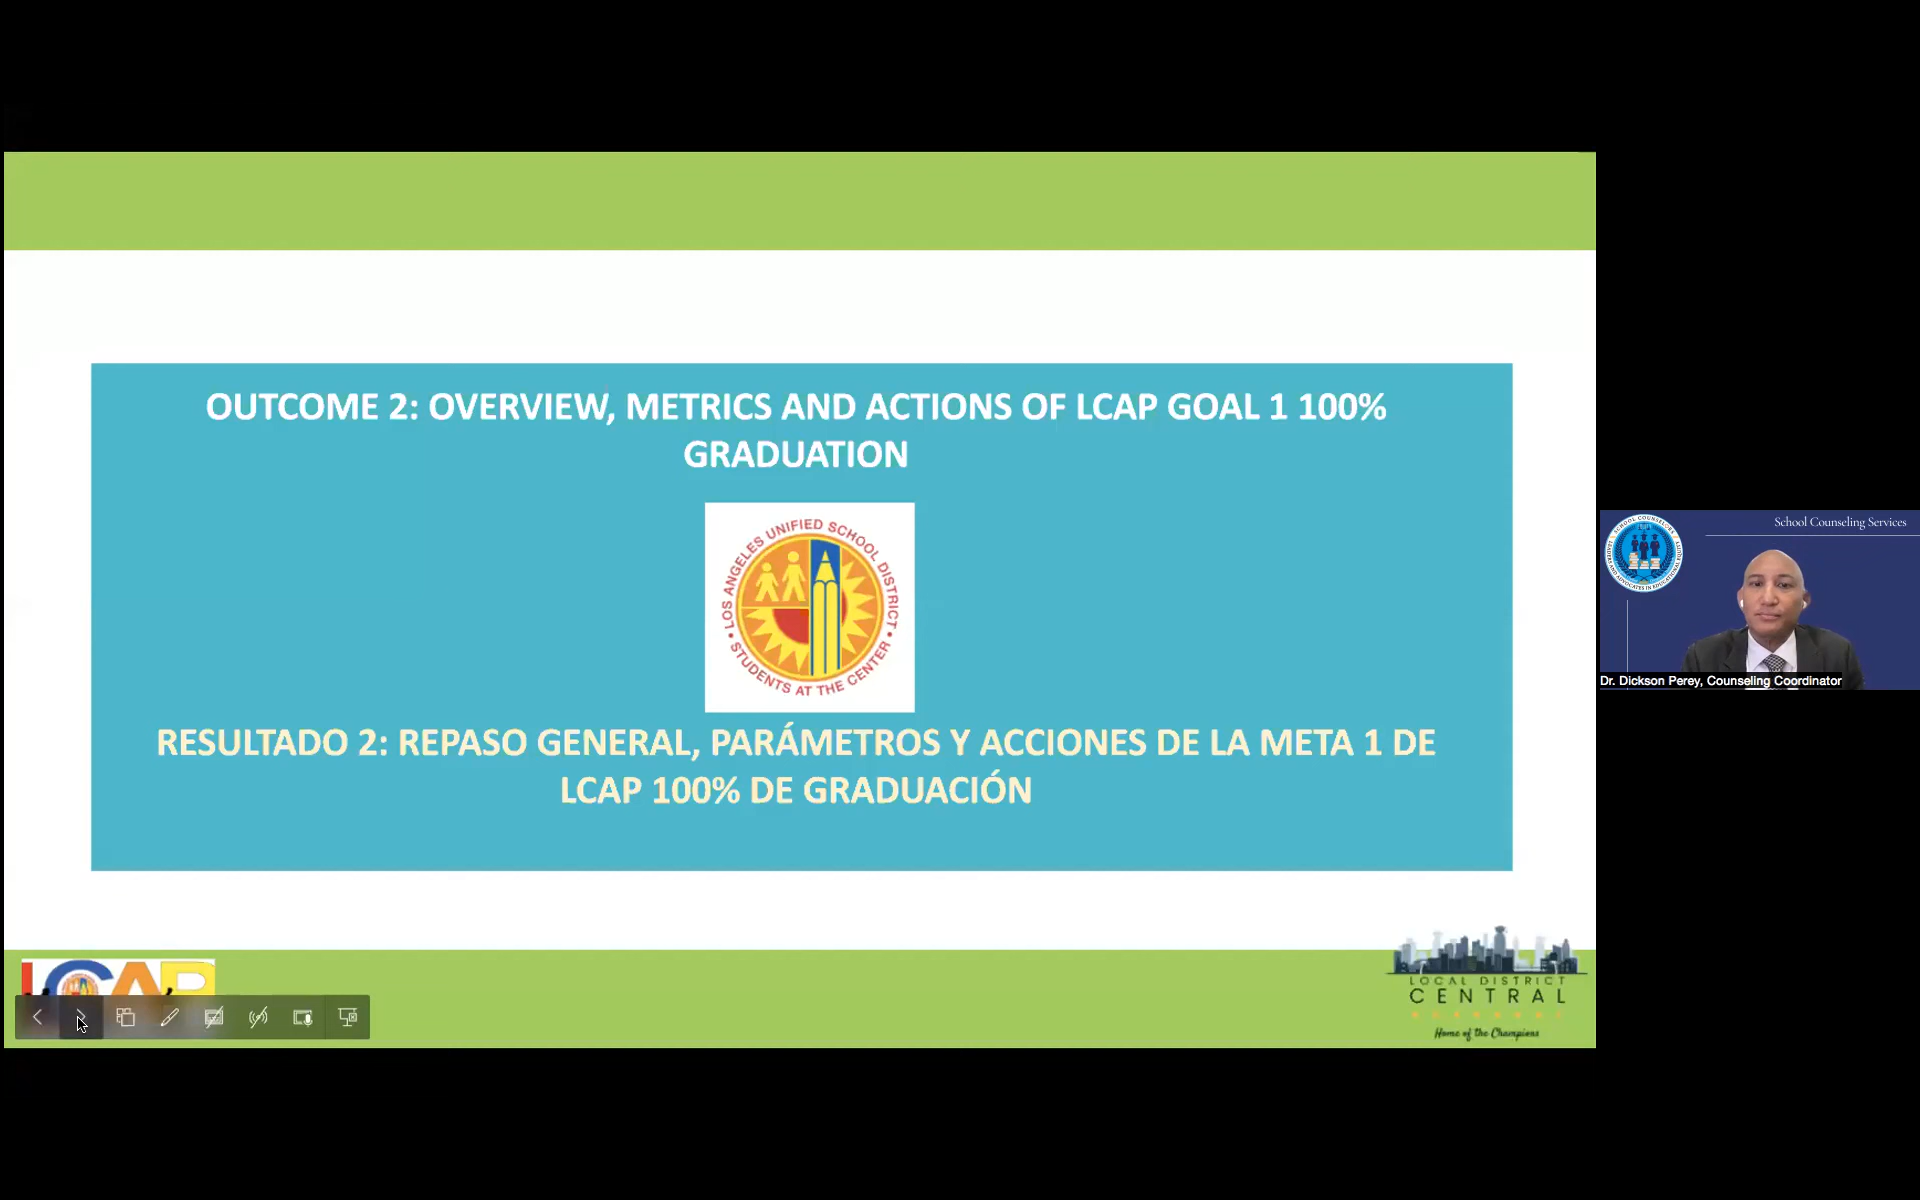 OUTCOME 2: OVERVIEW, METRICS AND ACTIONS OF LCAP GOAL 1 100%
GRADUATION
LOS ANGELES UNIFIED SCHOOL DISTRICT
STUDENTS AT THE CENTER
RESULTADO 2: REPASO GENERAL, PARÁMETROS Y ACCIONES DE LA META 1 DE
LCAP 100% DE GRADUACIÓN
LCAP
LOCAL DISTRICT
CENTRAL
Home of the Champions
School Counseling Services
SCHOOL COUNSELORS
Dr. Dickson Perey, Counseling Coordinator